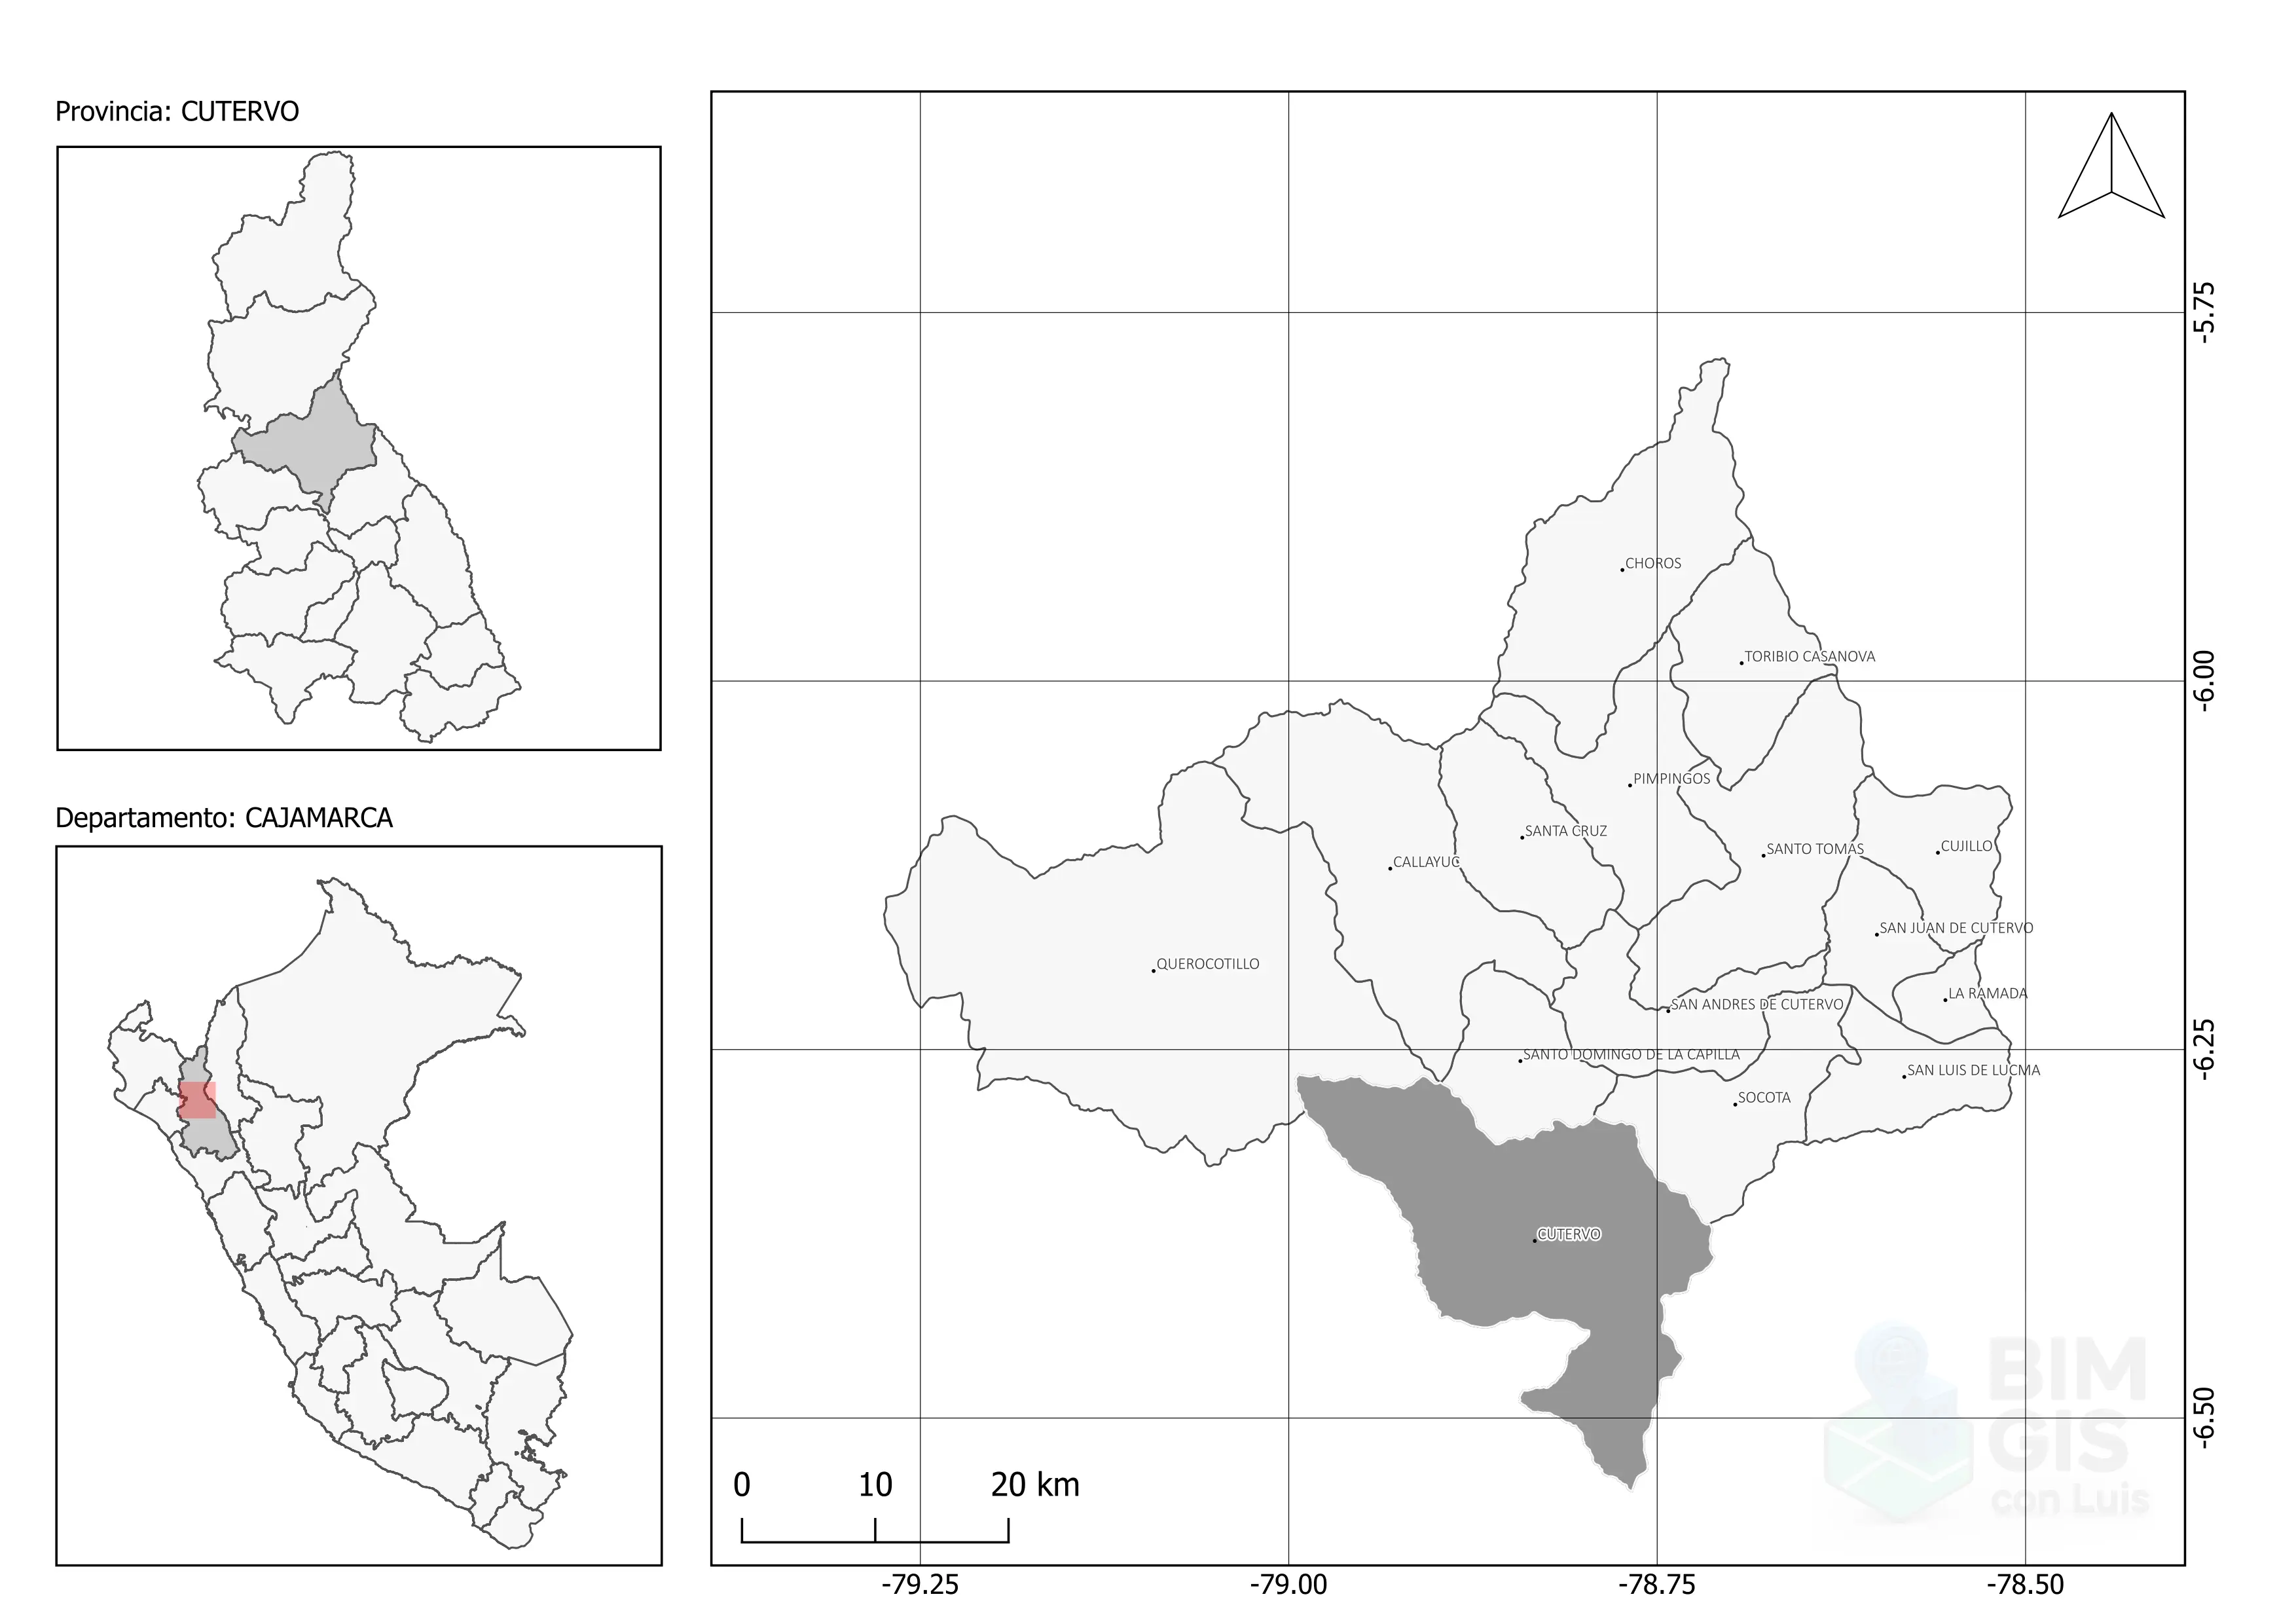 Provincia: CUTERVO
Departamento: CAJAMARCA
CHOROS
TORIBIO CASANOVA
PIMPINGOS
SANTA CRUZ
SANTO TOMAS
CUJILLO
CALLAYUC
SAN JUAN DE CUTERVO
QUEROCOTILLO
LA RAMADA
SAN ANDRES DE CUTERVO
SANTO DOMINGO DE LA CAPILLA
SAN LUIS DE LUCMA
SOCOTA
CUTERVO
-5.75
-6.00
-6.25
-6.50
0 10 20 km
-79.25 -79.00 -78.75 -78.50
BIM
GIS
con Luis